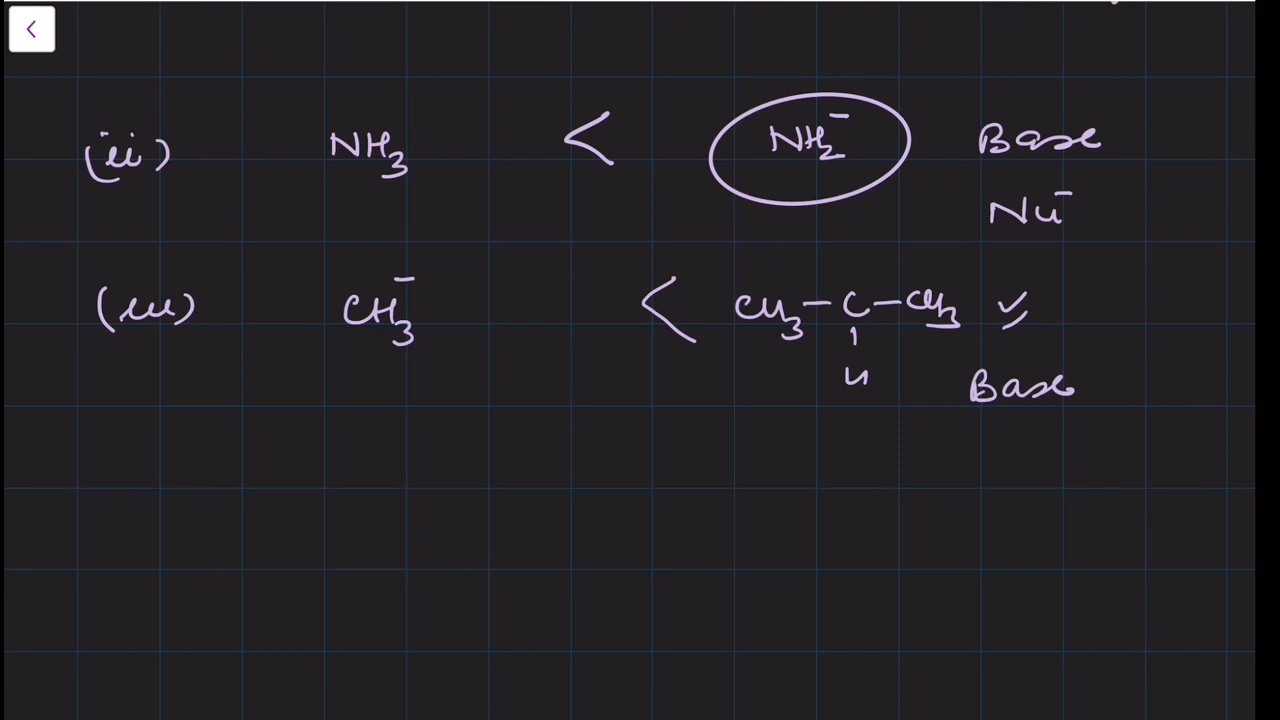 (ii) NH₃ < NH₂⁻ Base
Nu⁻
(iii) CH₃⁻ < CH₃–C–CH₃
H
Base